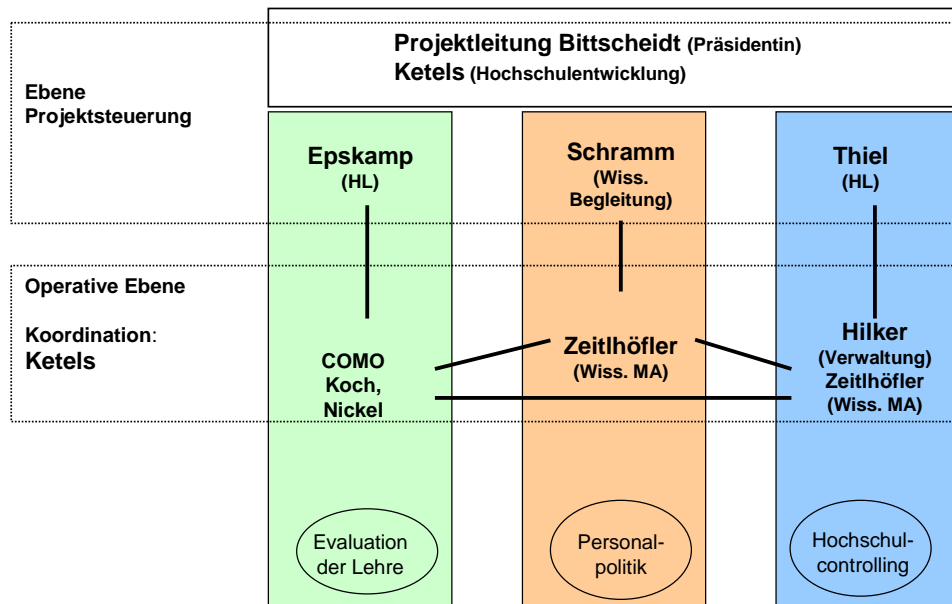 Projektleitung Bittscheidt (Präsidentin)
Ketels (Hochschulentwicklung)
Ebene
Projektsteuerung
Epskamp
(HL)
Schramm
(Wiss.
Begleitung)
Thiel
(HL)
Operative Ebene
Koordination:
Ketels
COMO
Koch,
Nickel
Zeitlhöfler
(Wiss. MA)
Hilker
(Verwaltung)
Zeitlhöfler
(Wiss. MA)
Evaluation
der Lehre
Personal-
politik
Hochschul-
controlling